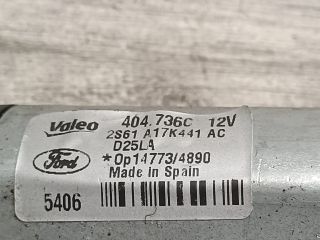 Valeo 404.736C 12V
2S61 A17K441 AC
D25LA
Ford *Op14773/4890
Made in Spain
5406